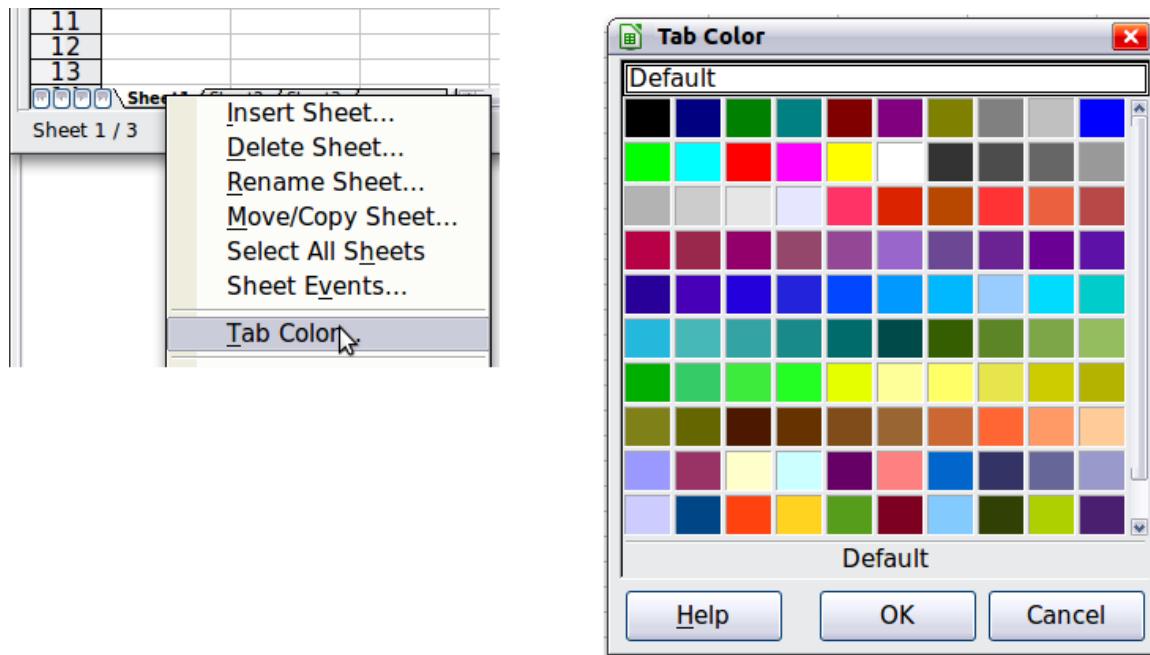 11
12
13
Sheet1
Sheet 1 / 3
Insert Sheet...
Delete Sheet...
Rename Sheet...
Move/Copy Sheet...
Select All Sheets
Sheet Events...
Tab Color...
Tab Color
Default
Default
Help
OK
Cancel